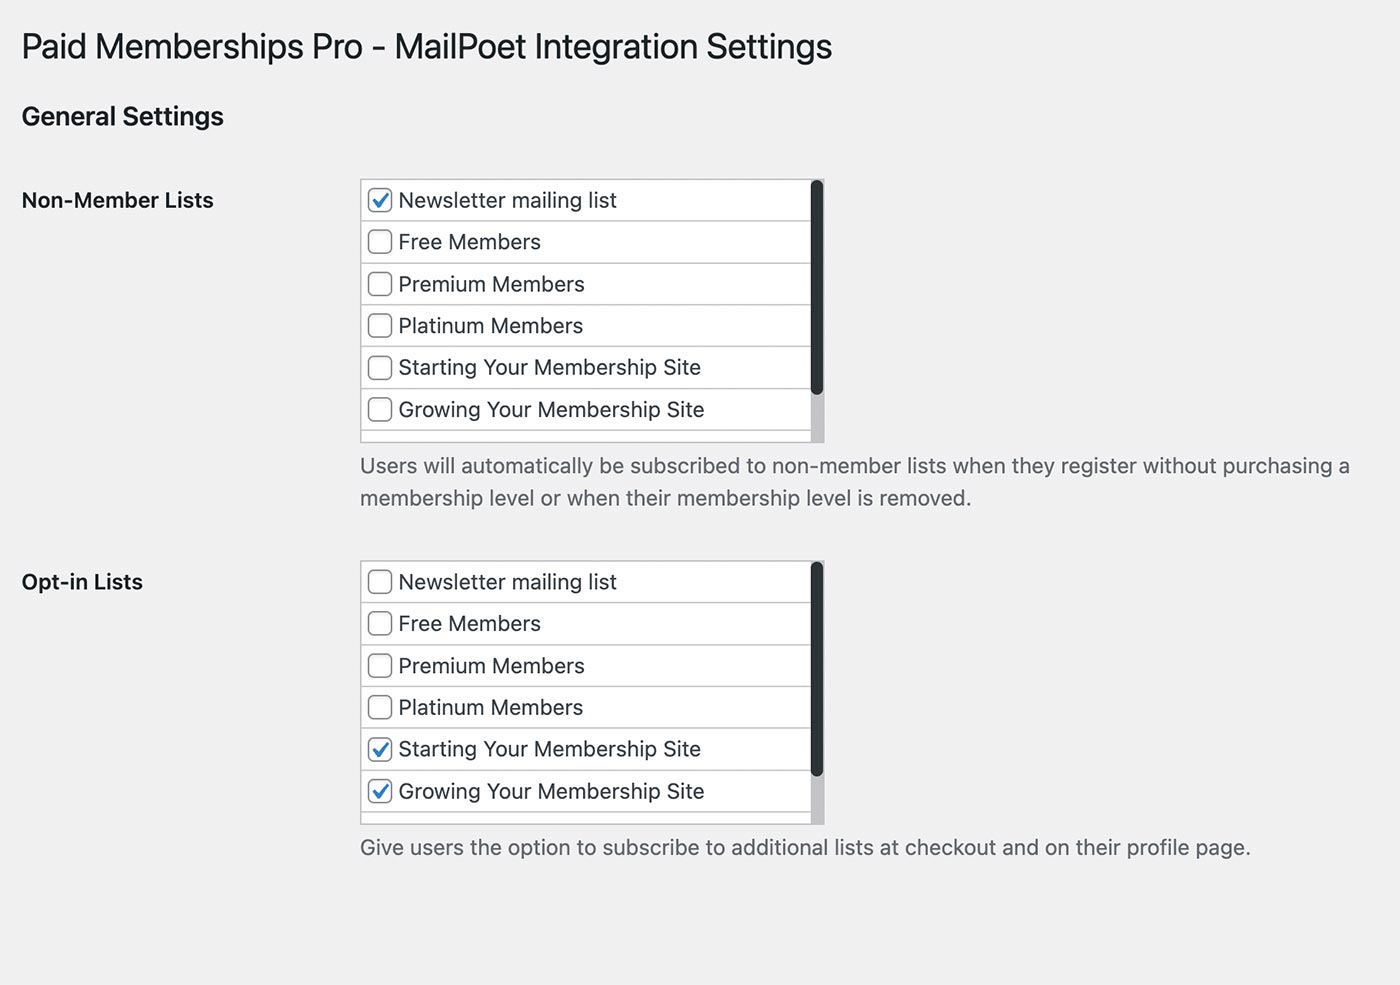 Paid Memberships Pro - MailPoet Integration Settings
General Settings
Non-Member Lists
Newsletter mailing list
Free Members
Premium Members
Platinum Members
Starting Your Membership Site
Growing Your Membership Site
Users will automatically be subscribed to non-member lists when they register without purchasing a
membership level or when their membership level is removed.
Opt-in Lists
Newsletter mailing list
Free Members
Premium Members
Platinum Members
Starting Your Membership Site
Growing Your Membership Site
Give users the option to subscribe to additional lists at checkout and on their profile page.